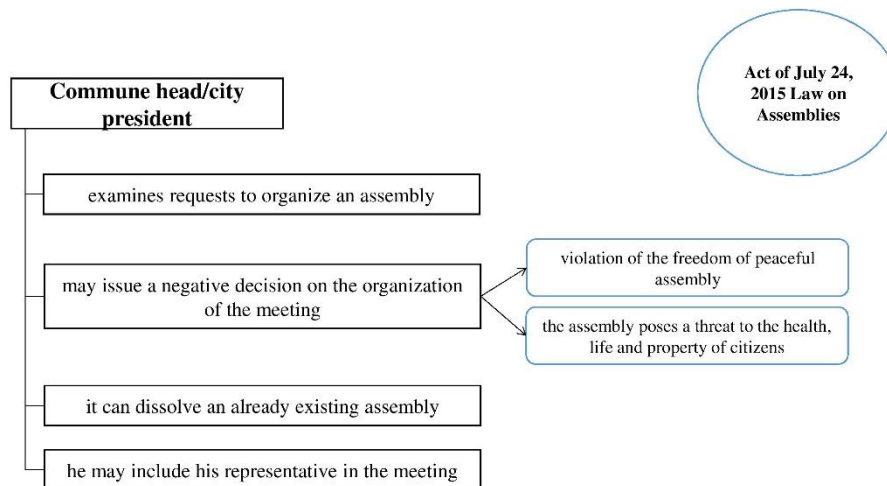 Act of July 24,
2015 Law on
Assemblies
Commune head/city
president
examines requests to organize an assembly
may issue a negative decision on the organization
of the meeting
violation of the freedom of peaceful
assembly
the assembly poses a threat to the health,
life and property of citizens
it can dissolve an already existing assembly
he may include his representative in the meeting